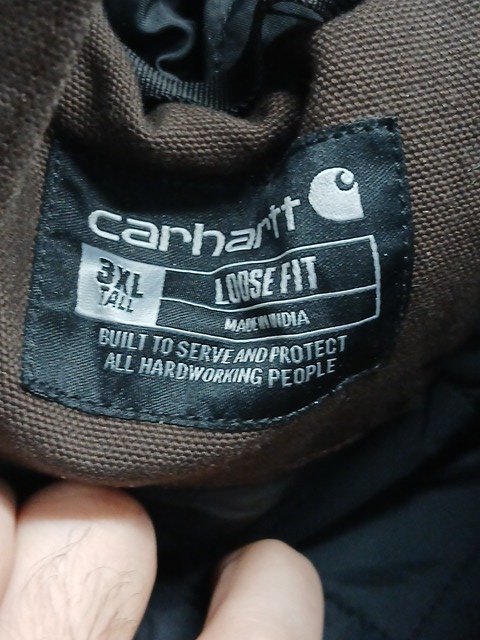 carhartt
3XL
TALL
LOOSE FIT
MADE IN INDIA
BUILT TO SERVE AND PROTECT
ALL HARDWORKING PEOPLE